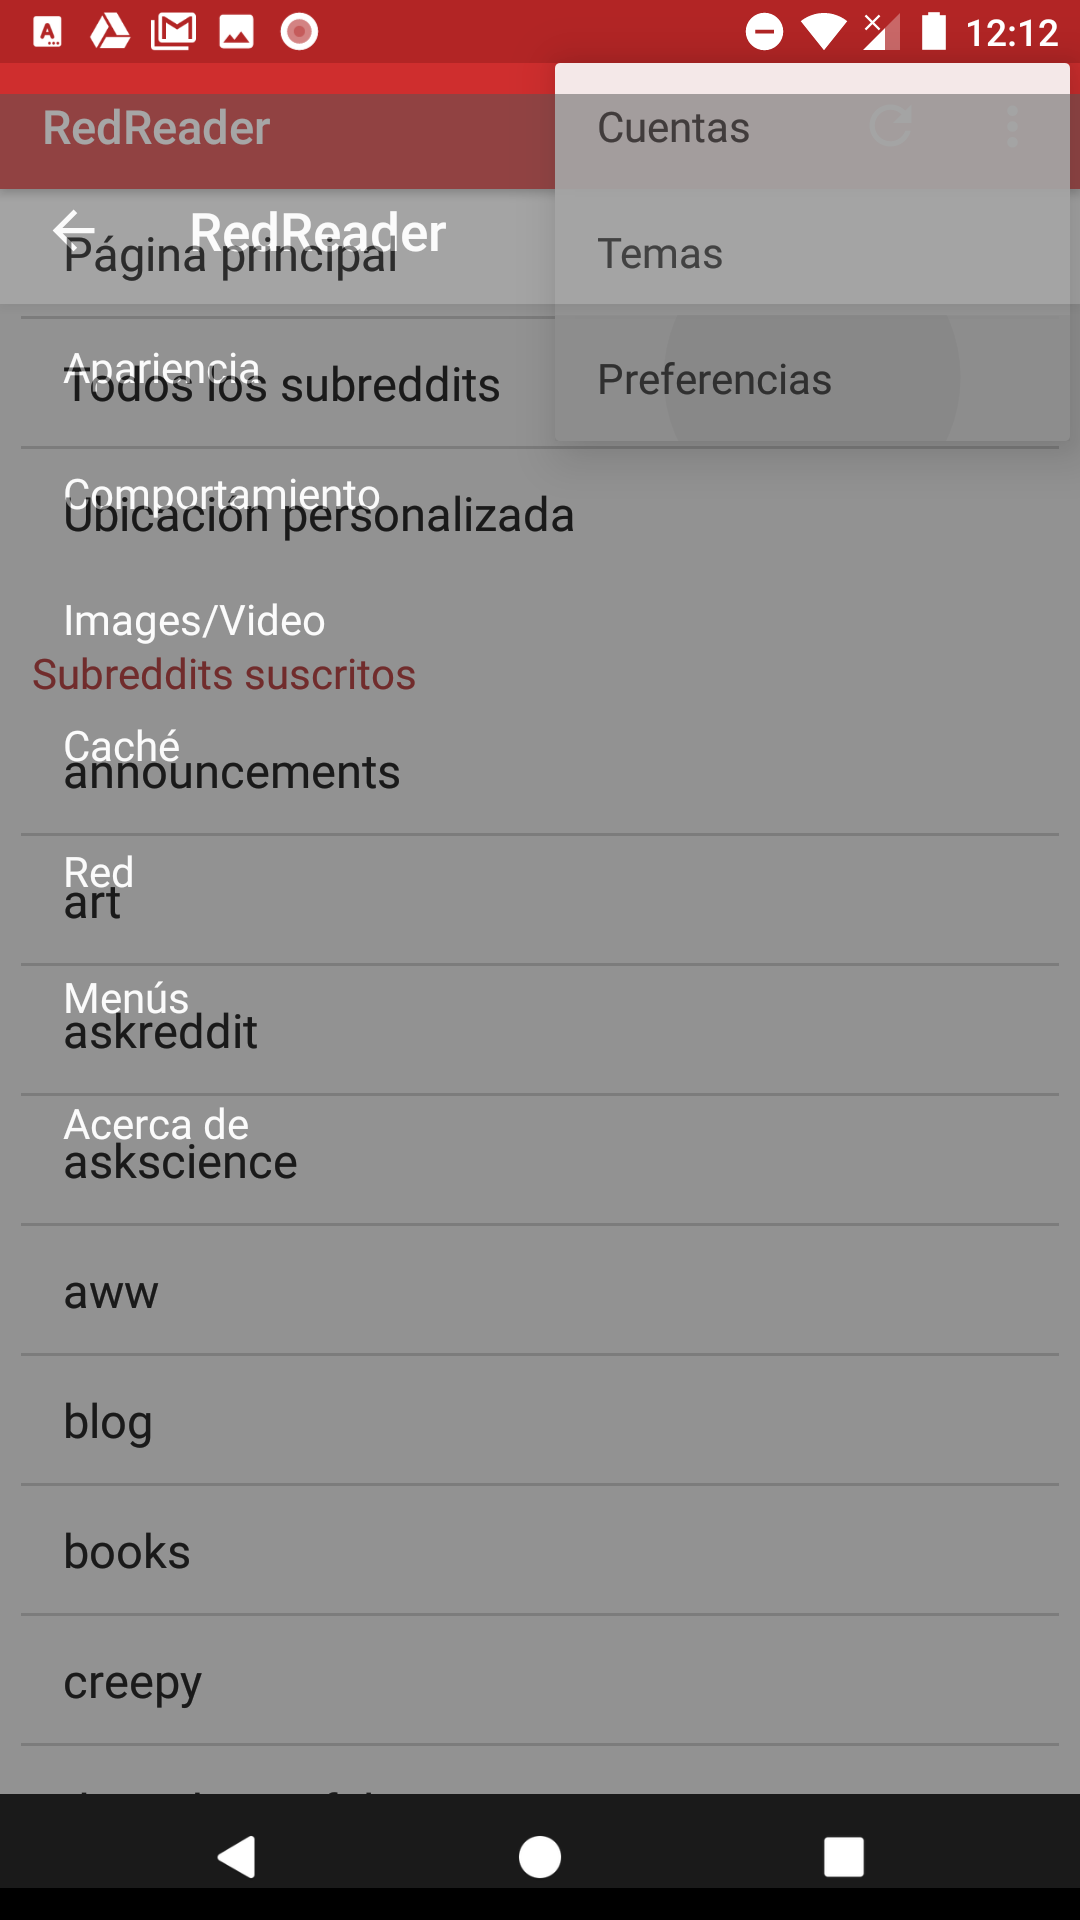 12:12
RedReader
Cuentas
RedReader
Página principal
Temas
Apariencia
Todos los subreddits
Preferencias
Comportamiento
Ubicación personalizada
Images/Video
Subreddits suscritos
Caché
announcements
Red
art
Menús
askreddit
Acerca de
askscience
aww
blog
books
creepy